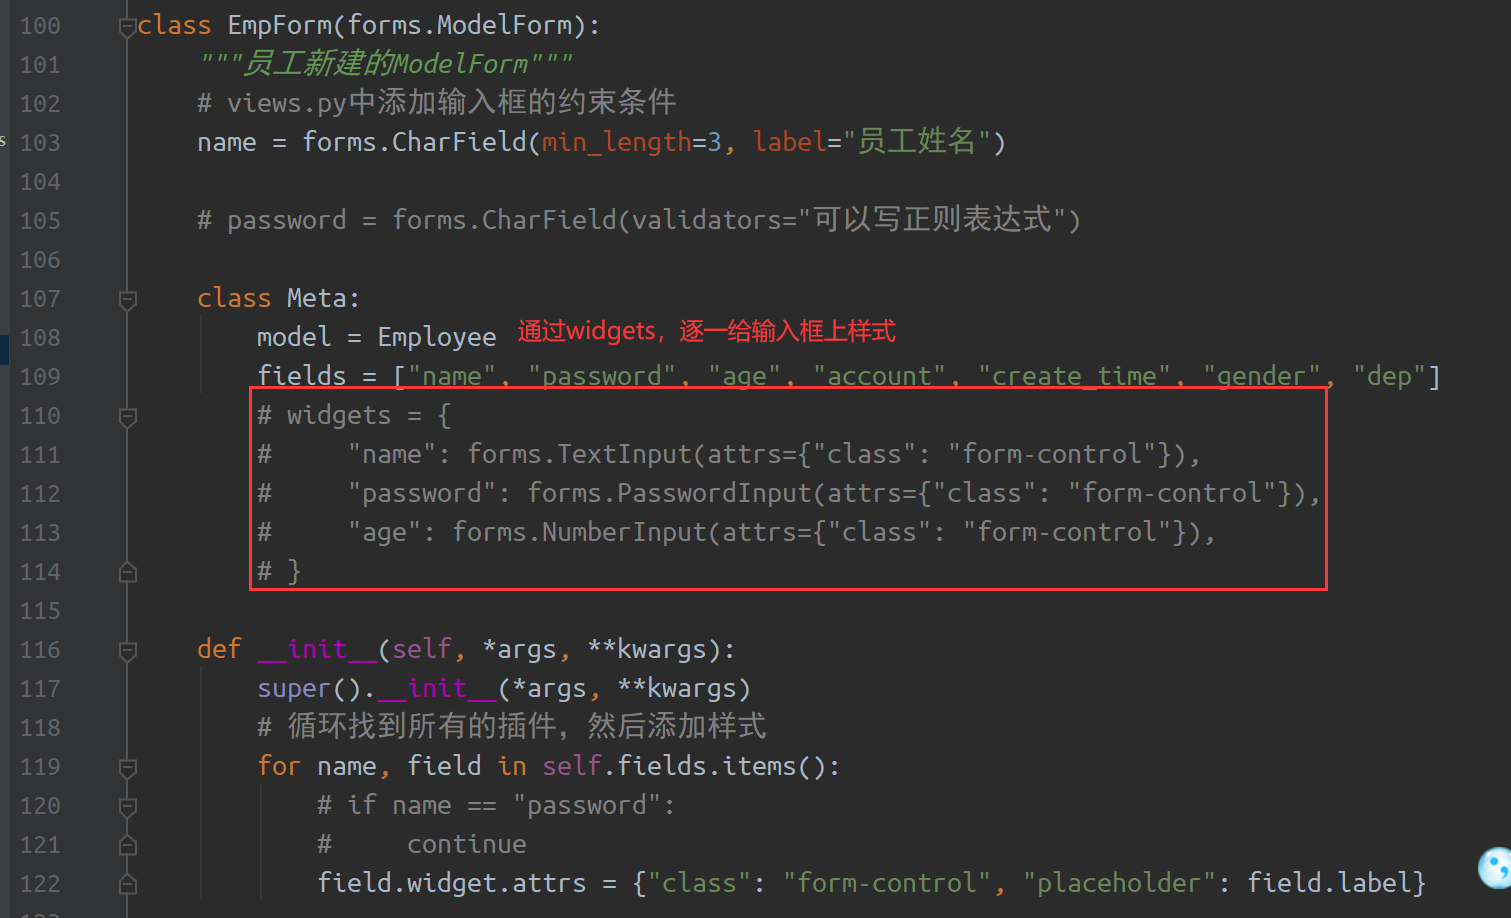 100 class EmpForm(forms.ModelForm):
101 """员工新建的ModelForm"""
102 # views.py中添加输入框的约束条件
s 103 name = forms.CharField(min_length=3, label="员工姓名")
104
105 # password = forms.CharField(validators="可以写正则表达式")
106
107 class Meta:
108 model = Employee 通过widgets，逐一给输入框上样式
109 fields = ["name", "password", "age", "account", "create_time", "gender", "dep"]
110 # widgets = {
111 # "name": forms.TextInput(attrs={"class": "form-control"}),
112 # "password": forms.PasswordInput(attrs={"class": "form-control"}),
113 # "age": forms.NumberInput(attrs={"class": "form-control"}),
114 # }
115
116 def __init__(self, *args, **kwargs):
117 super().__init__(*args, **kwargs)
118 # 循环找到所有的插件，然后添加样式
119 for name, field in self.fields.items():
120 # if name == "password":
121 # continue
122 field.widget.attrs = {"class": "form-control", "placeholder": field.label}